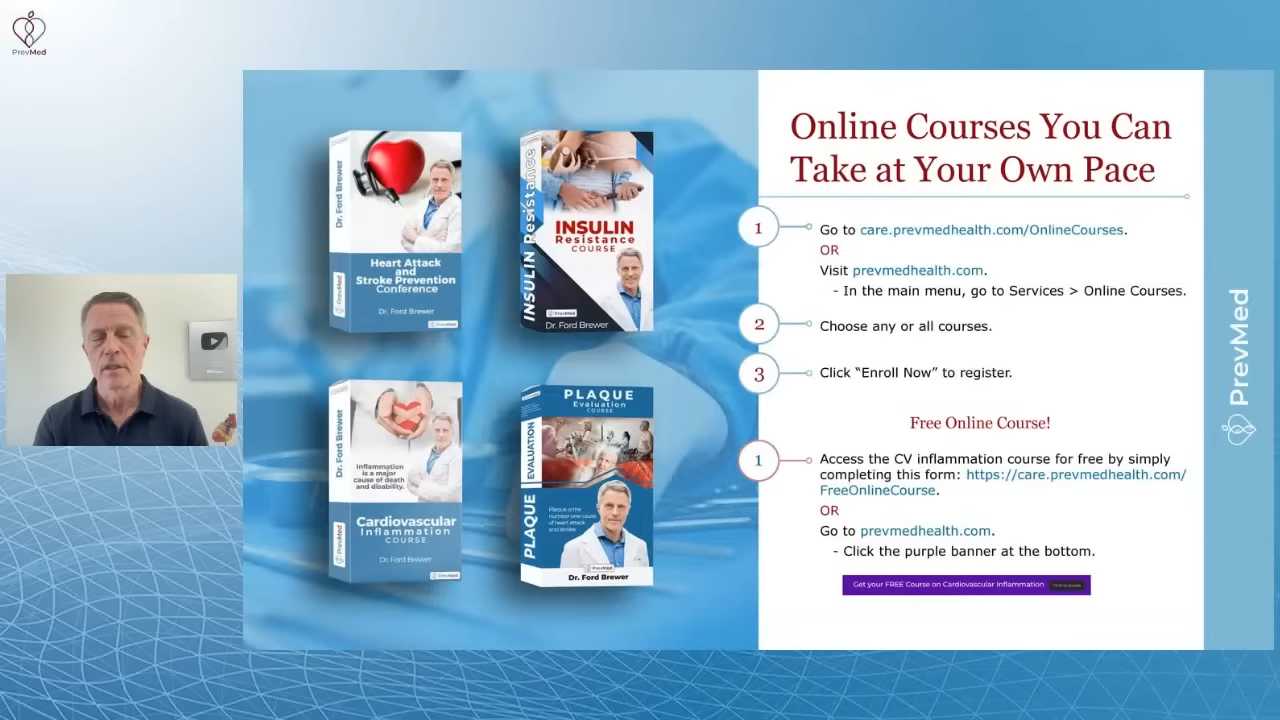 PrevMed
Online Courses You Can
Take at Your Own Pace
1
Go to care.prevmedhealth.com/OnlineCourses.
OR
Visit prevmedhealth.com.
- In the main menu, go to Services > Online Courses.
2
Choose any or all courses.
3
Click “Enroll Now” to register.
Free Online Course!
1
Access the CV inflammation course for free by simply
completing this form: https://care.prevmedhealth.com/
FreeOnlineCourse.
OR
Go to prevmedhealth.com.
- Click the purple banner at the bottom.
Get your FREE Course on Cardiovascular Inflammation
PrevMed
Dr. Ford Brewer
PrevMed
Heart Attack
and
Stroke Prevention
Conference
Dr. Ford Brewer
INSULIN Resistance
INSULIN
Resistance
COURSE
PrevMed
Dr. Ford Brewer
Dr. Ford Brewer
PrevMed
Inflammation
is a major
cause of death
and disability.
Cardiovascular
Inflammation
COURSE
Dr. Ford Brewer
PLAQUE EVALUATION
PLAQUE
Evaluation
COURSE
Plaque is the
number one cause
of heart attack
and stroke.
PrevMed
Dr. Ford Brewer